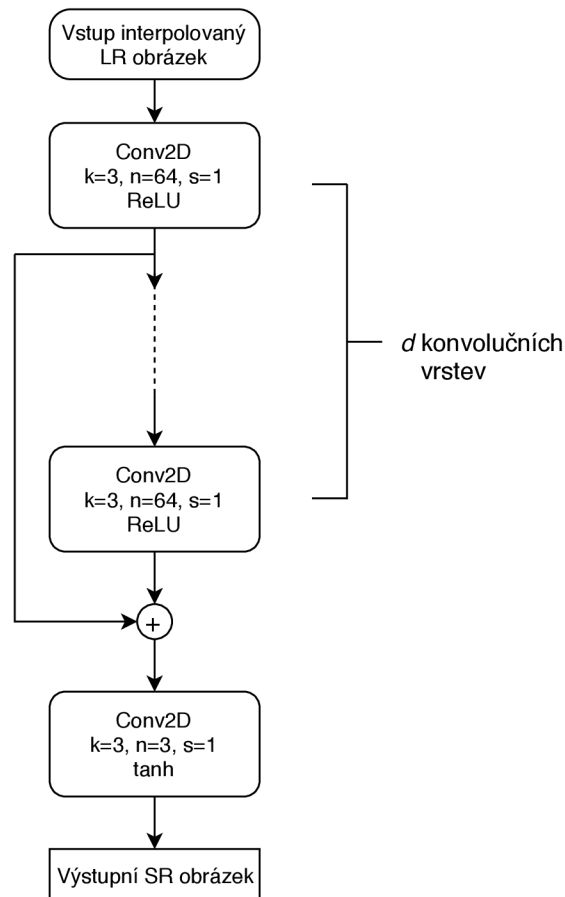 Vstup interpolovaný
LR obrázek
Conv2D
k=3, n=64, s=1
ReLU
d konvolučních
vrstev
Conv2D
k=3, n=64, s=1
ReLU
+
Conv2D
k=3, n=3, s=1
tanh
Výstupní SR obrázek